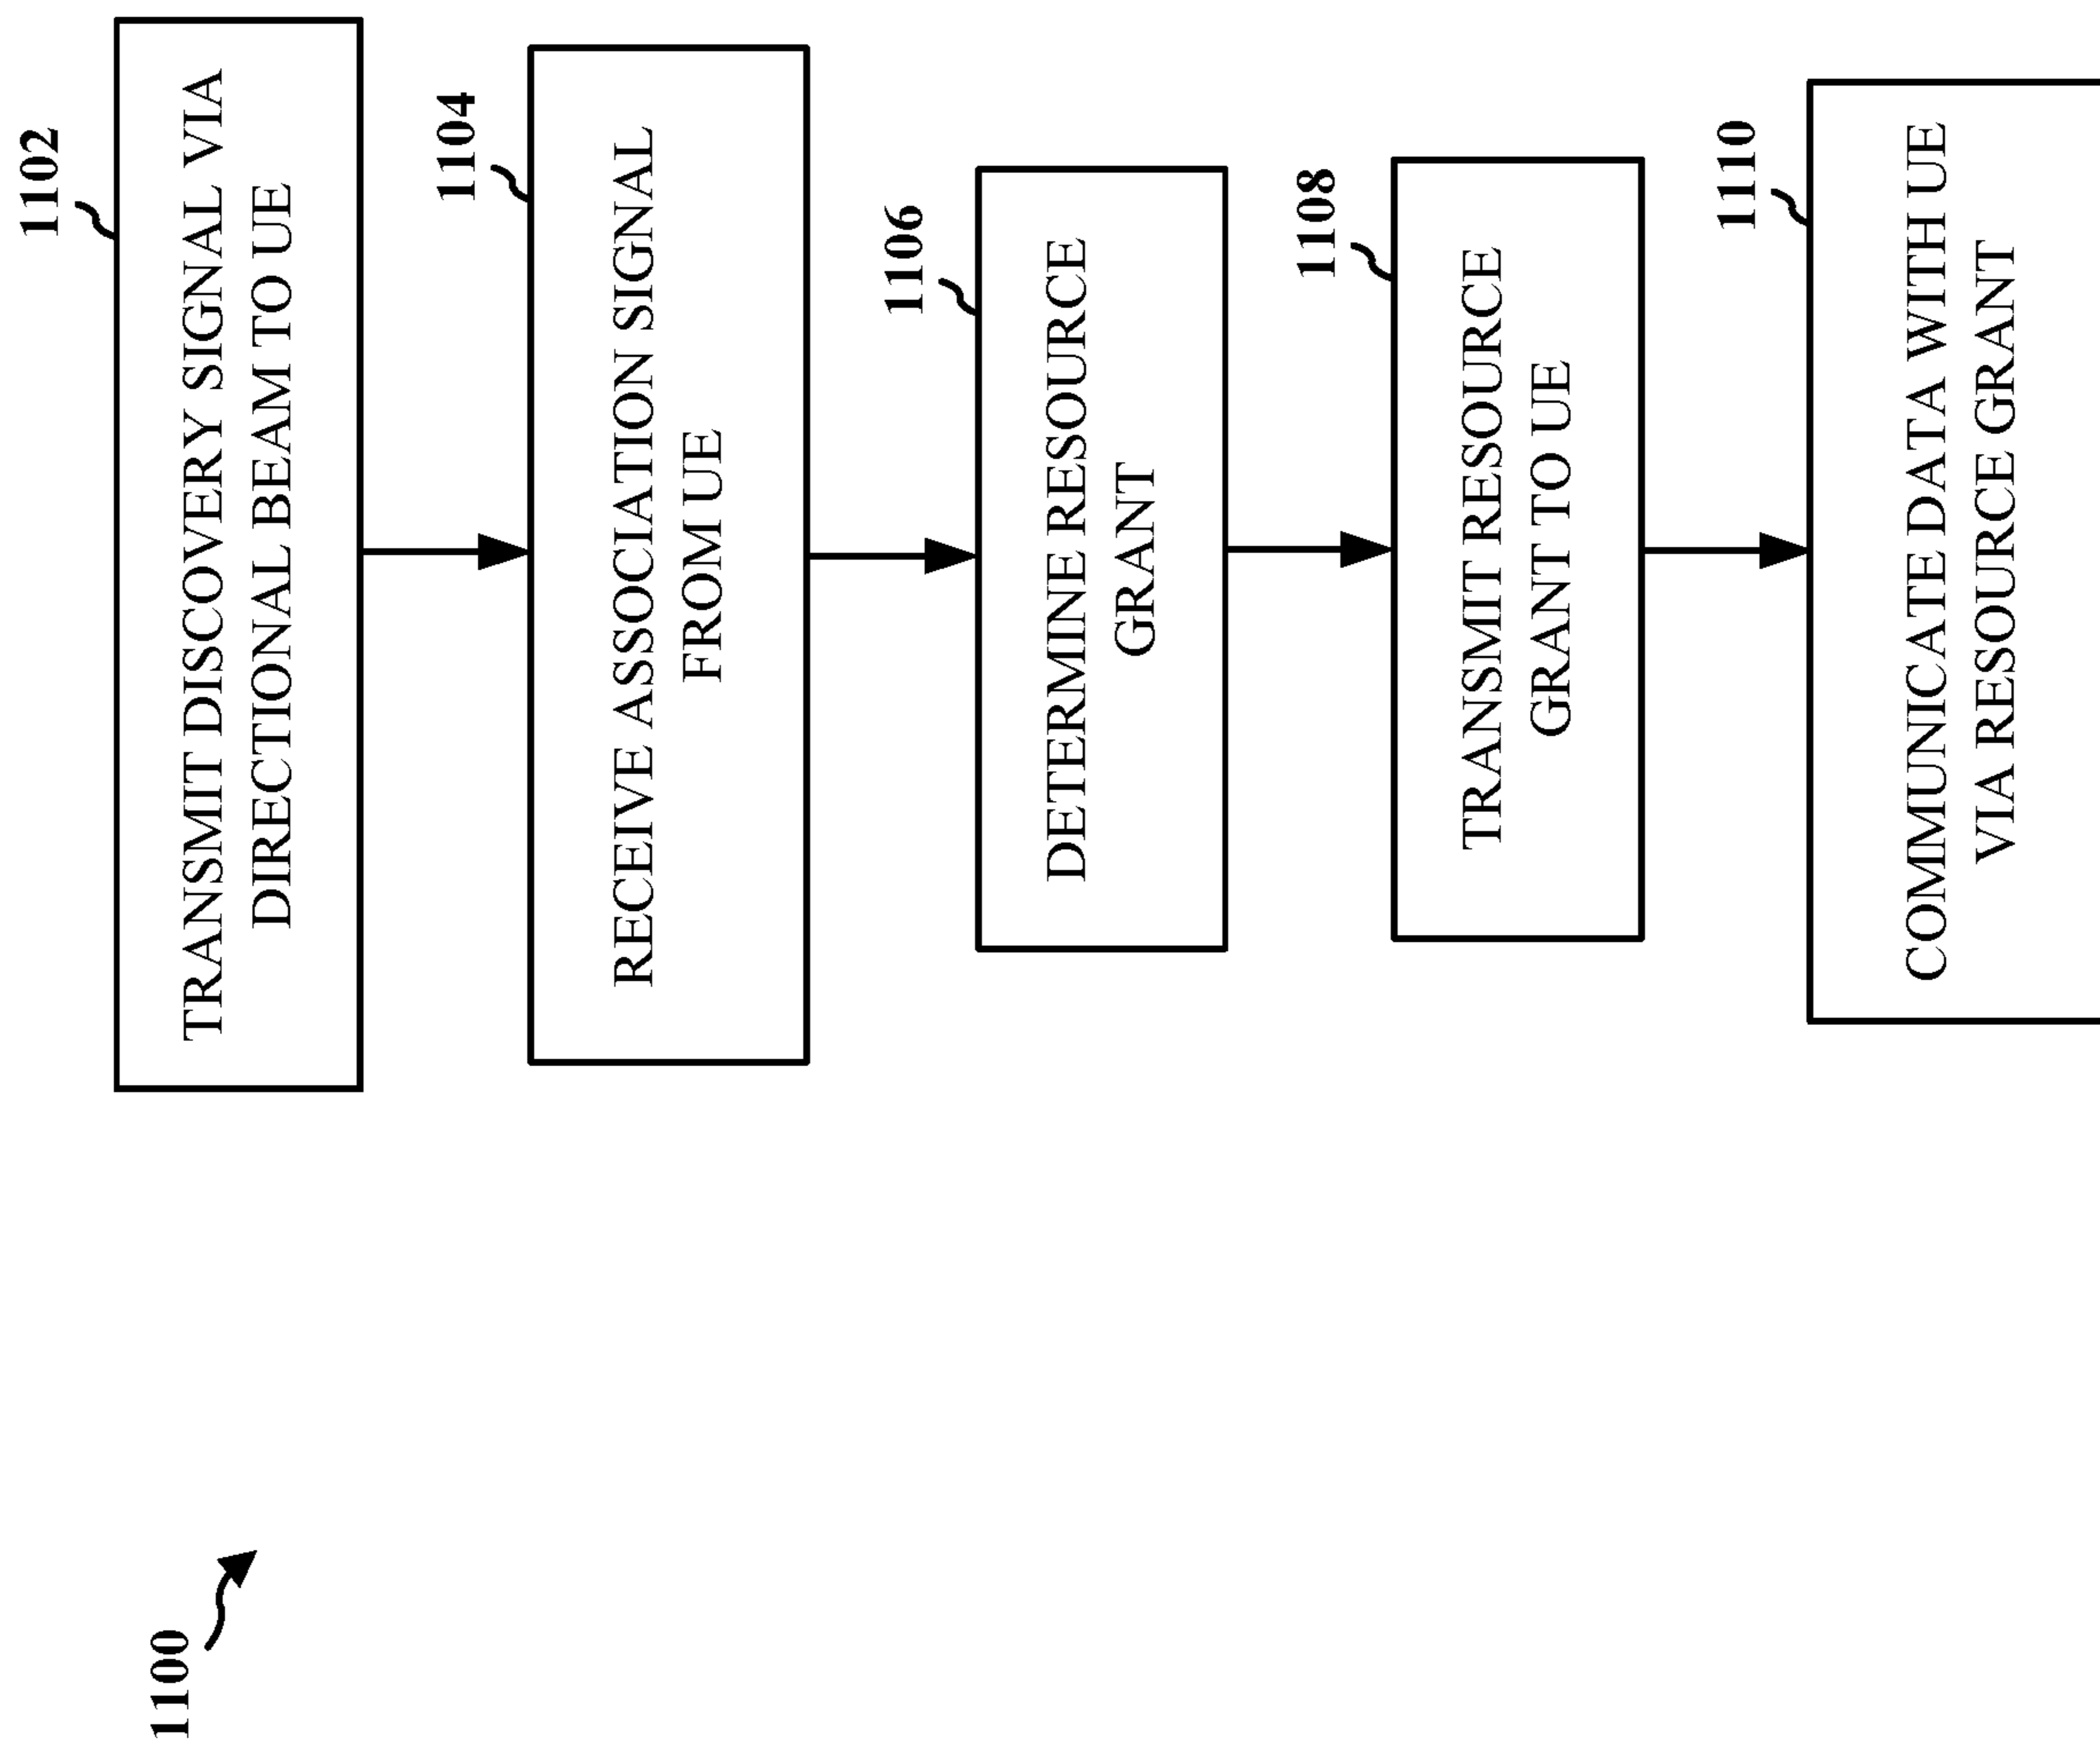 1100
1102
TRANSMIT DISCOVERY SIGNAL VIA
DIRECTIONAL BEAM TO UE
1104
RECEIVE ASSOCIATION SIGNAL
FROM UE
1106
DETERMINE RESOURCE
GRANT
1108
TRANSMIT RESOURCE
GRANT TO UE
1110
COMMUNICATE DATA WITH UE
VIA RESOURCE GRANT